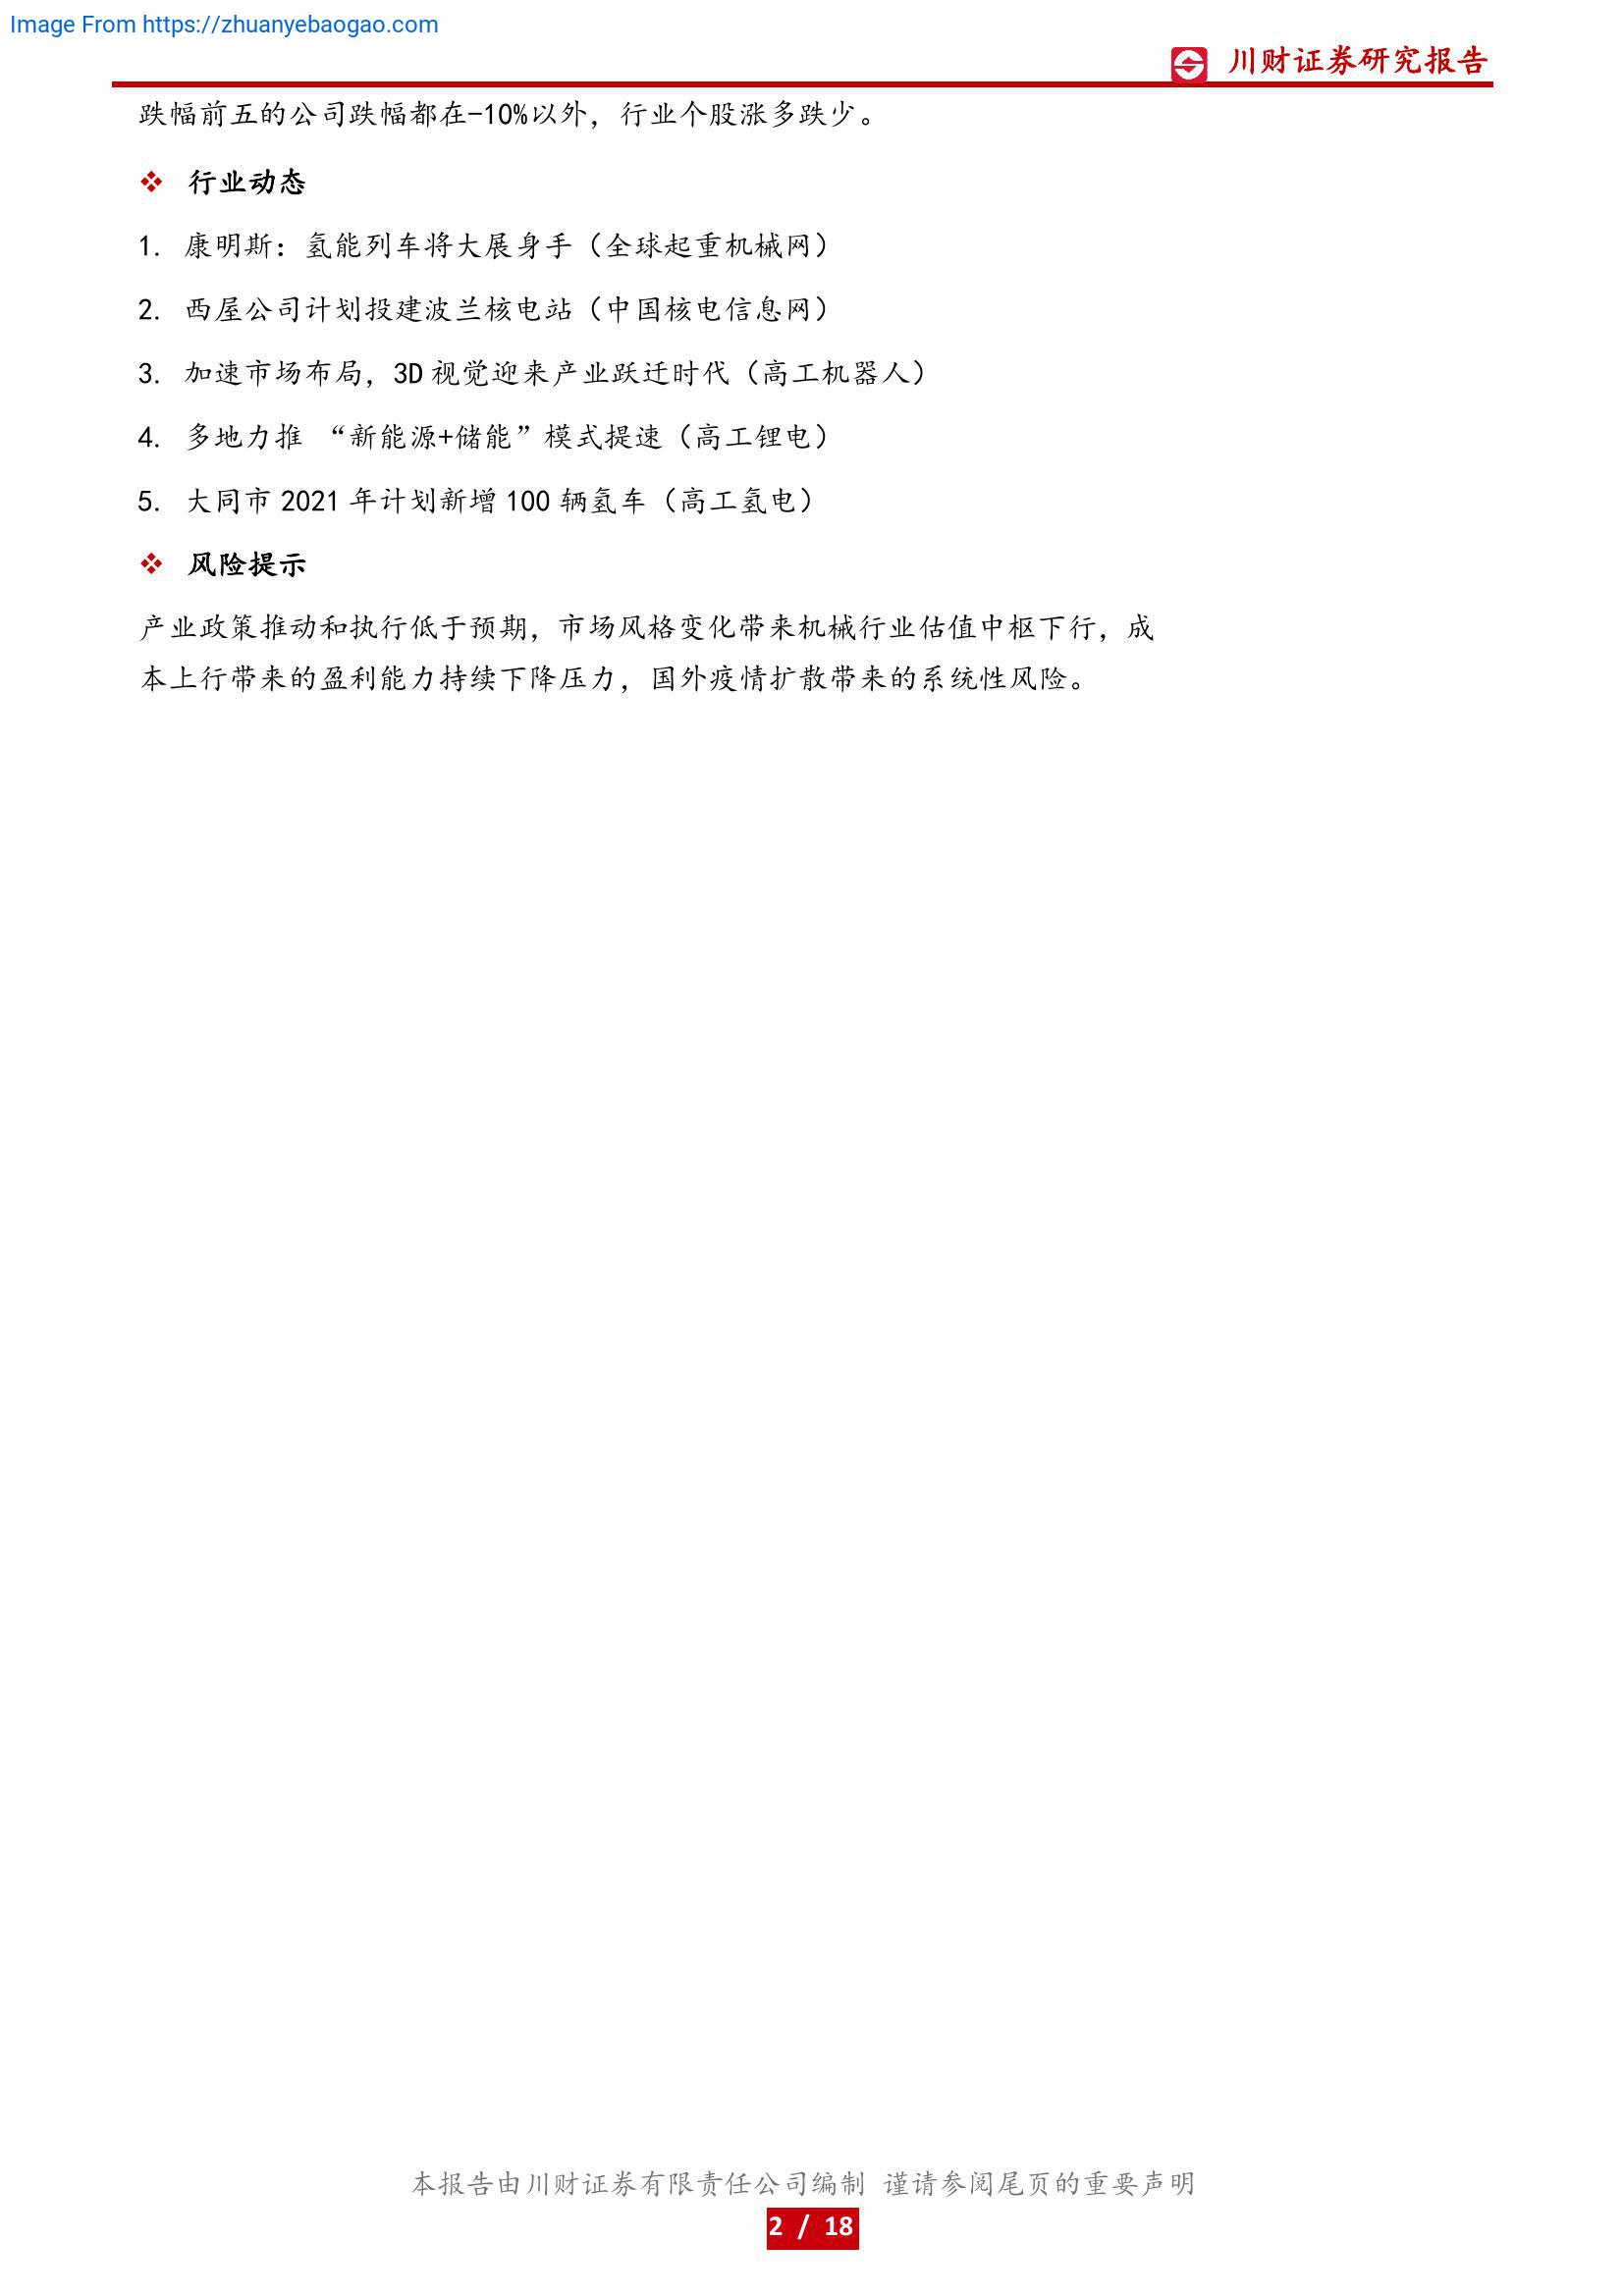 Image From https://zhuanyebaogao.com
川财证券研究报告
跌幅前五的公司跌幅都在-10%以外，行业个股涨多跌少。
❖ 行业动态
1. 康明斯：氢能列车将大展身手（全球起重机械网）
2. 西屋公司计划投建波兰核电站（中国核电信息网）
3. 加速市场布局，3D 视觉迎来产业跃迁时代（高工机器人）
4. 多地力推 “新能源+储能”模式提速（高工锂电）
5. 大同市 2021 年计划新增 100 辆氢车（高工氢电）
❖ 风险提示
产业政策推动和执行低于预期，市场风格变化带来机械行业估值中枢下行，成
本上行带来的盈利能力持续下降压力，国外疫情扩散带来的系统性风险。
本报告由川财证券有限责任公司编制 谨请参阅尾页的重要声明
2 / 18